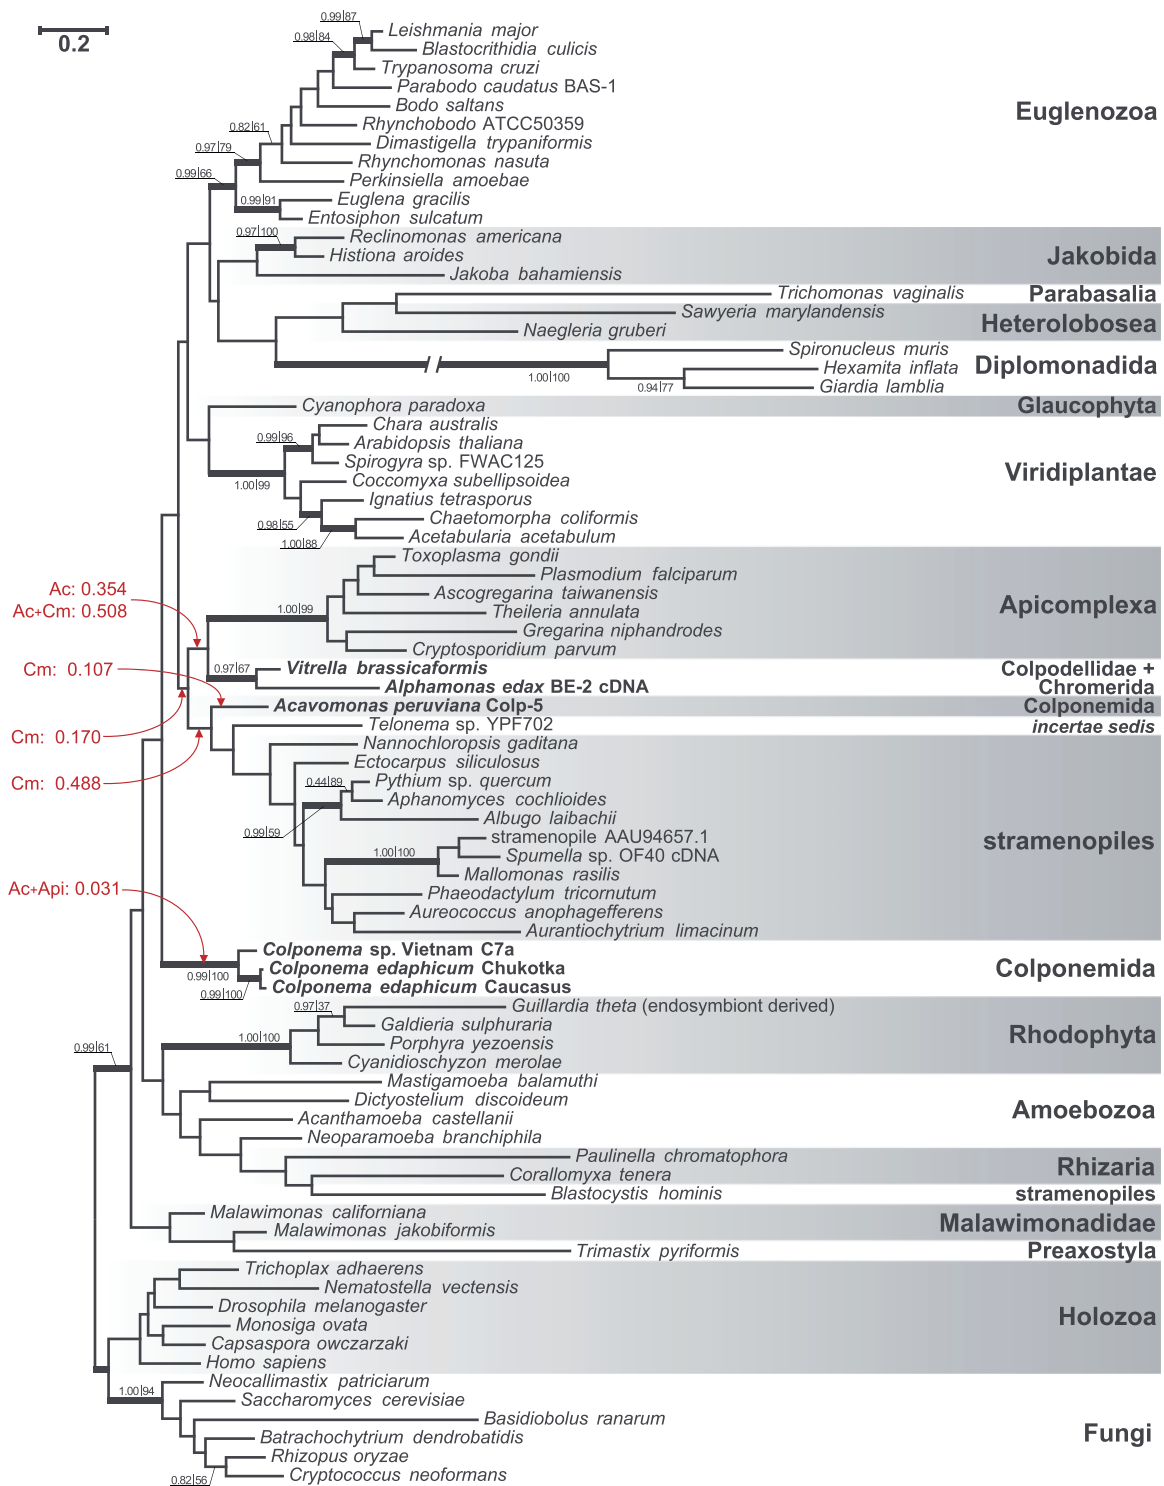 0.2
0.99|87
Leishmania major
0.98|84
Blastocrithidia culicis
Trypanosoma cruzi
Parabodo caudatus BAS-1
Bodo saltans
Euglenozoa
0.82|61
Rhynchobodo ATCC50359
Dimastigella trypaniformis
0.97|79
Rhynchomonas nasuta
0.99|66
Perkinsiella amoebae
0.99|91
Euglena gracilis
Entosiphon sulcatum
0.97|100
Reclinomonas americana
Histiona aroides
Jakobida
Jakoba bahamiensis
Trichomonas vaginalis
Parabasalia
Sawyeria marylandensis
Heterolobosea
Naegleria gruberi
Spironucleus muris
1.00|100
Hexamita inflata
Diplomonadida
0.94|77
Giardia lamblia
Cyanophora paradoxa
Glaucophyta
Chara australis
0.99|96
Arabidopsis thaliana
Spirogyra sp. FWAC125
Viridiplantae
1.00|99
Coccomyxa subellipsoidea
Ignatius tetrasporus
0.98|55
Chaetomorpha coliformis
1.00|88
Acetabularia acetabulum
Toxoplasma gondii
Plasmodium falciparum
Ac: 0.354
Ascogregarina taiwanensis
Apicomplexa
Ac+Cm: 0.508
1.00|99
Theileria annulata
Gregarina niphandrodes
Cryptosporidium parvum
Cm: 0.107
0.97|67
Vitrella brassicaformis
Colpodellidae +
Alphamonas edax BE-2 cDNA
Chromerida
Acavomonas peruviana Colp-5
Colponemida
Telonema sp. YPF702
incertae sedis
Cm: 0.170
Nannochloropsis gaditana
Ectocarpus siliculosus
Cm: 0.488
0.44|89
Pythium sp. quercum
Aphanomyces cochlioides
Albugo laibachii
0.99|59
stramenopile AAU94657.1
stramenopiles
1.00|100
Spumella sp. OF40 cDNA
Mallomonas rasilis
Ac+Api: 0.031
Phaeodactylum tricornutum
Aureococcus anophagefferens
Aurantiochytrium limacinum
Colponema sp. Vietnam C7a
0.99|100
Colponema edaphicum Chukotka
Colponemida
0.99|100
Colponema edaphicum Caucasus
0.97|37
Guillardia theta (endosymbiont derived)
Galdieria sulphuraria
1.00|100
Porphyra yezoensis
Rhodophyta
0.99|61
Cyanidioschyzon merolae
Mastigamoeba balamuthi
Dictyostelium discoideum
Amoebozoa
Acanthamoeba castellanii
Neoparamoeba branchiphila
Paulinella chromatophora
Rhizaria
Corallomyxa tenera
Blastocystis hominis
stramenopiles
Malawimonas californiana
Malawimonadidae
Malawimonas jakobiformis
Trimastix pyriformis
Preaxostyla
Trichoplax adhaerens
Nematostella vectensis
Drosophila melanogaster
Holozoa
Monosiga ovata
Capsaspora owczarzaki
Homo sapiens
1.00|94
Neocallimastix patriciarum
Saccharomyces cerevisiae
Basidiobolus ranarum
Fungi
Batrachochytrium dendrobatidis
Rhizopus oryzae
0.82|56
Cryptococcus neoformans